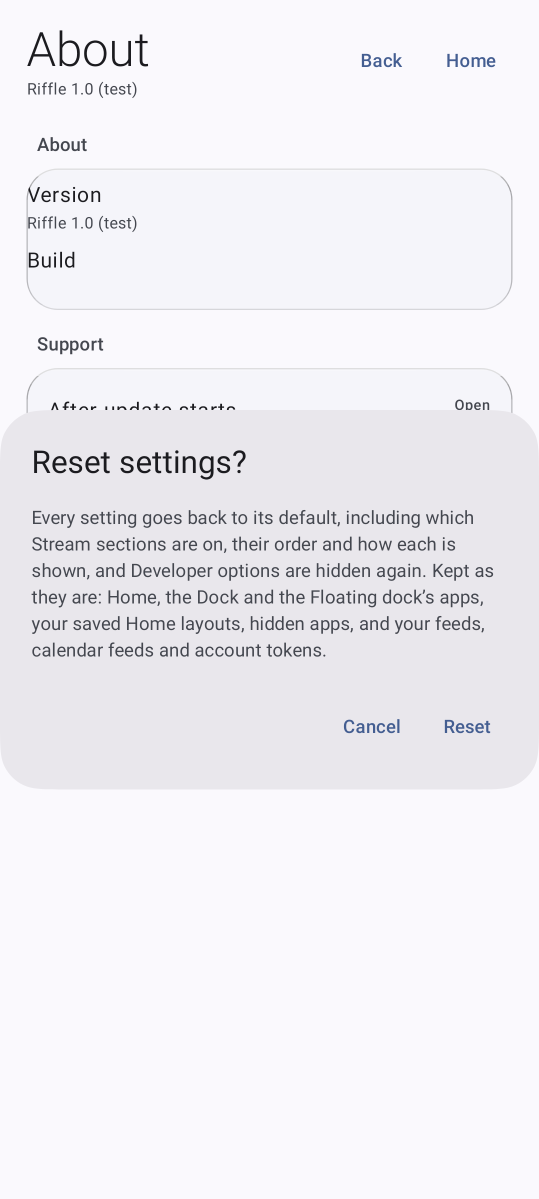 About
Back
Home
Riffle 1.0 (test)
About
Version
Riffle 1.0 (test)
Build
Support
After update starts
Open
Reset settings?
Every setting goes back to its default, including which
Stream sections are on, their order and how each is
shown, and Developer options are hidden again. Kept as
they are: Home, the Dock and the Floating dock’s apps,
your saved Home layouts, hidden apps, and your feeds,
calendar feeds and account tokens.
Cancel
Reset